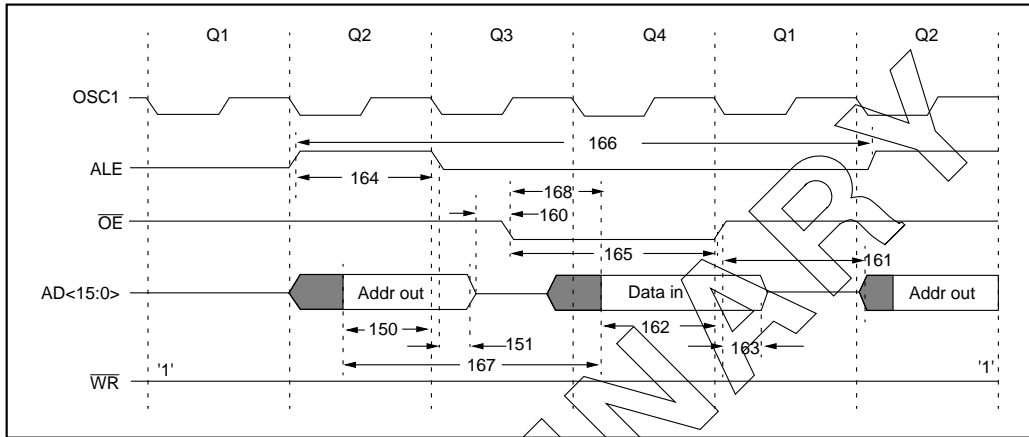 Q1 Q2 Q3 Q4 Q1 Q2
OSC1
166
ALE
164
168
OE 160
165
161
AD<15:0> Addr out Data in Addr out
150 162
151 163
167
'1' '1'
WR
INARY